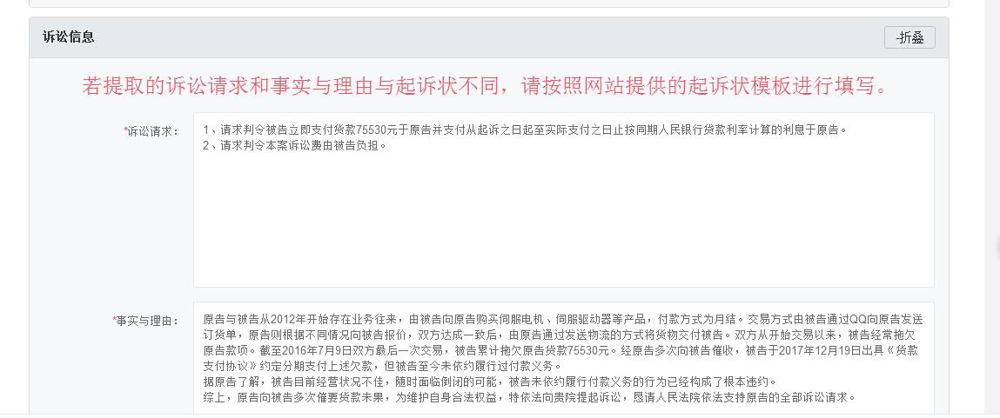 诉讼信息
-折叠
若提取的诉讼请求和事实与理由与起诉状不同，请按照网站提供的起诉状模板进行填写。
*诉讼请求：
1、请求判令被告立即支付货款75530元于原告并支付从起诉之日起至实际支付之日止按同期人民银行贷款利率计算的利息于原告。
2、请求判令本案诉讼费由被告负担。
*事实与理由：
原告与被告从2012年开始存在业务往来，由被告向原告购买伺服电机、伺服驱动器等产品，付款方式为月结。交易方式由被告通过QQ向原告发送
订货单，原告则根据不同情况向被告报价，双方达成一致后，由原告通过发送物流的方式将货物交付被告。双方从开始交易以来，被告经常拖欠
原告款项。截至2016年7月9日双方最后一次交易，被告累计拖欠原告货款75530元。经原告多次向被告催收，被告于2017年12月19日出具《货款
支付协议》约定分期支付上述欠款，但被告至今未依约履行过付款义务。
据原告了解，被告目前经营状况不佳，随时面临倒闭的可能，被告未依约履行付款义务的行为已经构成了根本违约。
综上，原告向被告多次催要货款未果，为维护自身合法权益，特依法向贵院提起诉讼，恳请人民法院依法支持原告的全部诉讼请求。